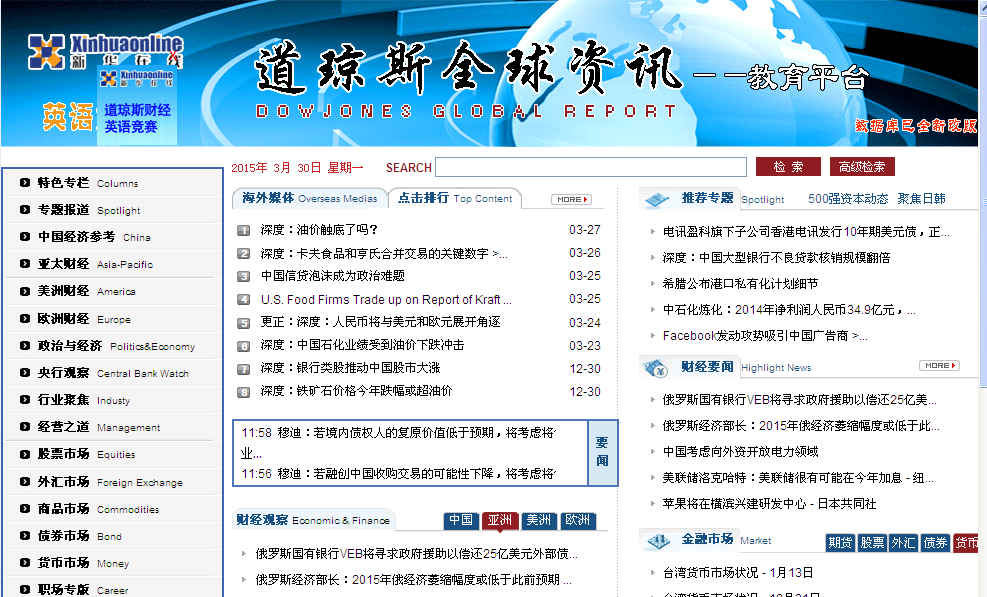 Xinhuaonline
新华在线
Xinhuaonline
英语
道琼斯财经
英语竞赛
道琼斯全球资讯——教育平台
DOWJONES GLOBAL REPORT
数据库已全新改版
2015年 3月 30日 星期一 SEARCH 检 索 高级检索
特色专栏 Columns
专题报道 Spotlight
中国经济参考 China
亚太财经 Asia-Pacific
美洲财经 America
欧洲财经 Europe
政治与经济 Politics&Economy
央行观察 Central Bank Watch
行业聚焦 Industy
经营之道 Management
股票市场 Equities
外汇市场 Foreign Exchange
商品市场 Commodities
债券市场 Bond
货币市场 Money
职场专版 Career
海外媒体 Overseas Medias 点击排行 Top Content MORE
1 深度：油价触底了吗？ 03-27
2 深度：卡夫食品和亨氏合并交易的关键数字 >... 03-26
3 中国信贷泡沫成为政治难题 03-25
4 U.S. Food Firms Trade up on Report of Kraft ... 03-25
5 更正：深度：人民币将与美元和欧元展开角逐 03-24
6 深度：中国石化业绩受到油价下跌冲击 03-23
7 深度：银行类股推动中国股市大涨 12-30
8 深度：铁矿石价格今年跌幅或超油价 12-30
11:58 穆迪：若境内债权人的复原价值低于预期，将考虑将
业...
11:56 穆迪：若融创中国收购交易的可能性下降，将考虑将
要闻
财经观察 Economic & Finance 中国 亚洲 美洲 欧洲
俄罗斯国有银行VEB将寻求政府援助以偿还25亿美元外部债...
俄罗斯经济部长：2015年俄经济萎缩幅度或低于此前预期 ...
推荐专题 Spotlight 500强资本动态 聚焦日韩
电讯盈科旗下子公司香港电讯发行10年期美元债，正...
深度：中国大型银行不良贷款核销规模翻倍
希腊公布港口私有化计划细节
中石化炼化：2014年净利润人民币34.9亿元，...
Facebook发动攻势吸引中国广告商 >...
财经要闻 Highlight News MORE
俄罗斯国有银行VEB将寻求政府援助以偿还25亿美...
俄罗斯经济部长：2015年俄经济萎缩幅度或低于此...
中国考虑向外资开放电力领域
美联储洛克哈特：美联储很有可能在今年加息 - 纽...
苹果将在横滨兴建研发中心 - 日本共同社
金融市场 Market 期货 股票 外汇 债券 货币
台湾货币市场状况 - 1月13日
台湾货币市场状况 - 12月31日